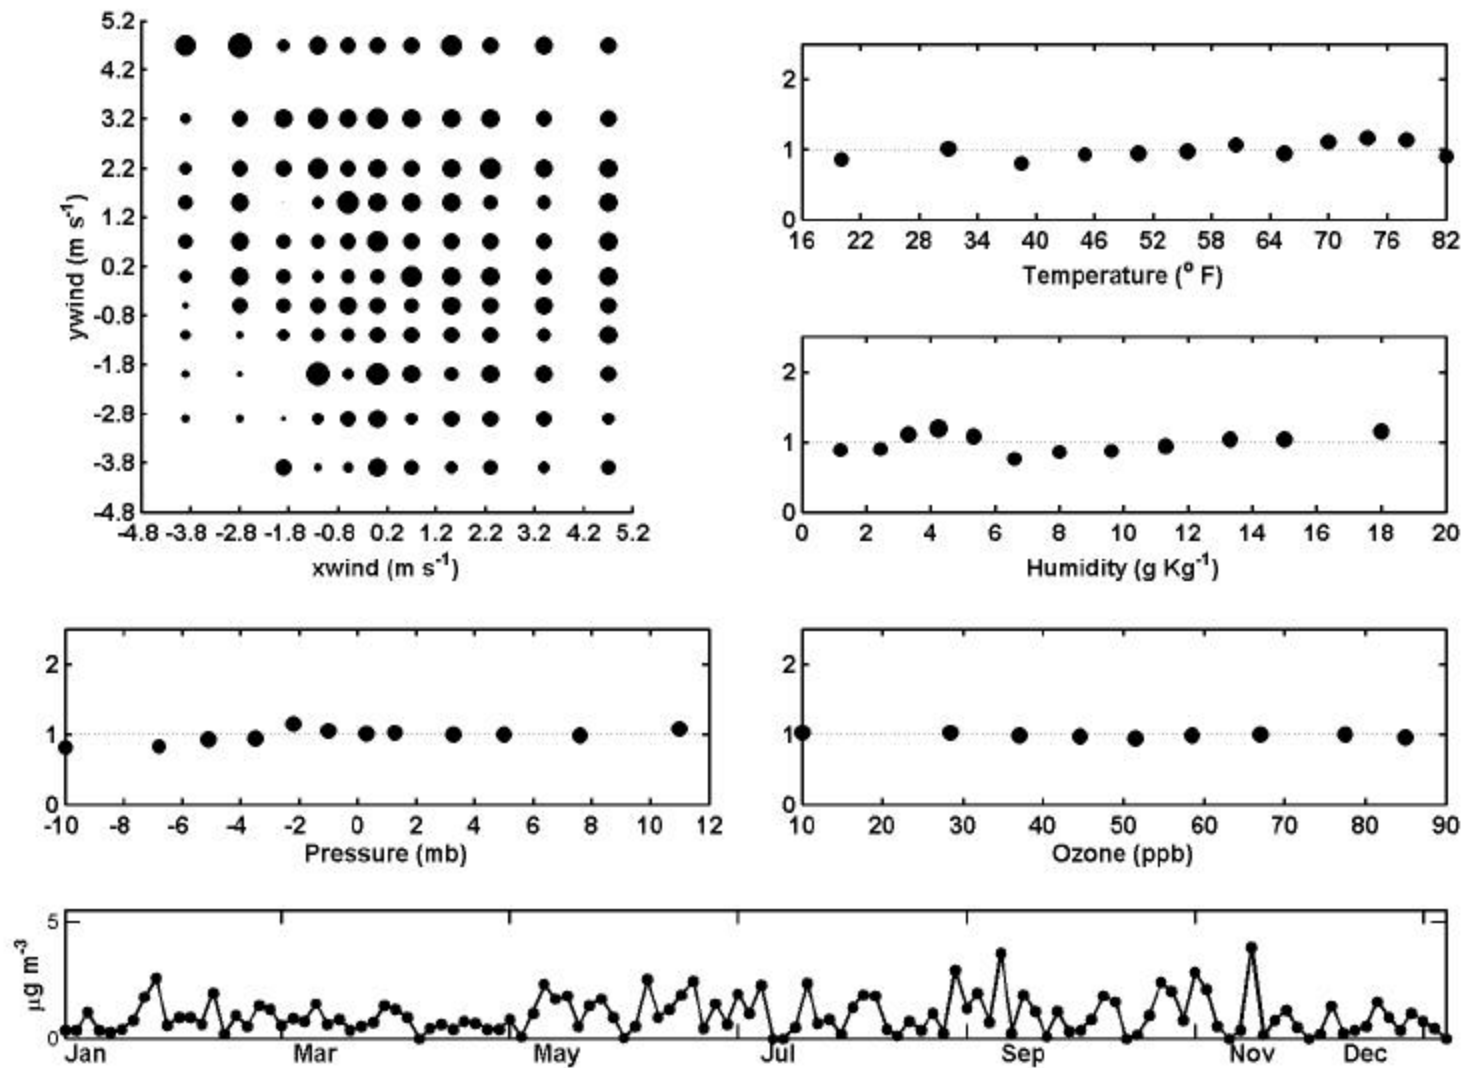 5.2
4.2
3.2
2.2
1.2
0.2
-0.8
-1.8
-2.8
-3.8
-4.8
ywind (m s-1)
-4.8 -3.8 -2.8 -1.8 -0.8 0.2 1.2 2.2 3.2 4.2 5.2
xwind (m s-1)
2
1
0
16 22 28 34 40 46 52 58 64 70 76 82
Temperature (o F)
2
1
0
0 2 4 6 8 10 12 14 16 18 20
Humidity (g Kg-1)
2
1
0
-10 -8 -6 -4 -2 0 2 4 6 8 10 12
Pressure (mb)
2
1
0
10 20 30 40 50 60 70 80 90
Ozone (ppb)
5
0
μg m-3
Jan Mar May Jul Sep Nov Dec